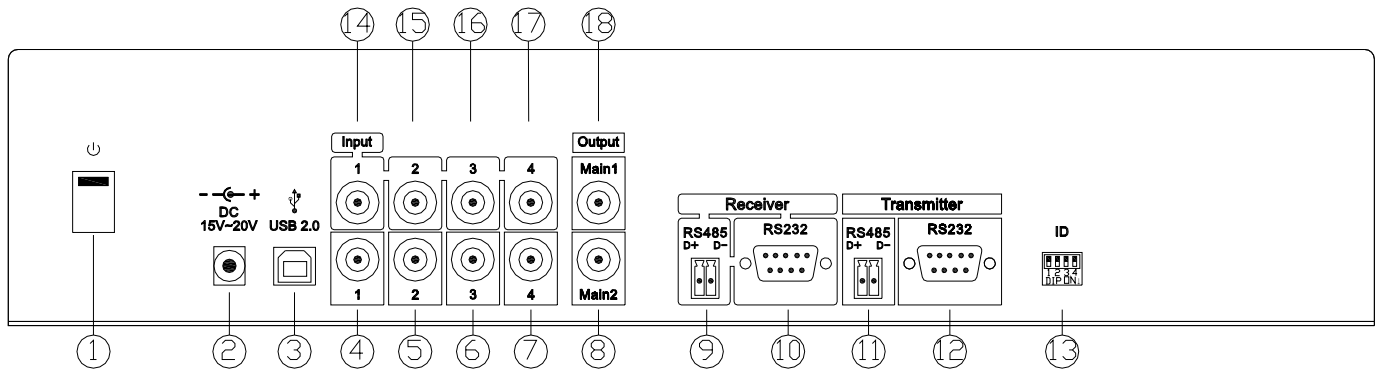 14 15 16 17 18
Input Output
1 2 3 4 Main1
- +
DC
15V~20V USB 2.0
Receiver Transmitter
RS485 RS232 RS485 RS232 ID
D+ D- D+ D-
1 2 3 4
DIP ON↓
1 2 3 4 Main2
1 2 3 4 5 6 7 8 9 10 11 12 13